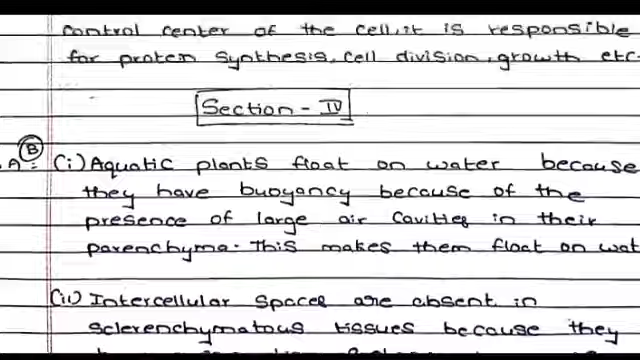 control center of the cell, it is responsible
for protein synthesis, cell division, growth etc.
Section - IV
B
A: (i) Aquatic plants float on water because
they have buoyancy because of the
presence of large air cavities in their
parenchyma. This makes them float on wat
(ii) Intercellular spaces are absent in
sclerenchymatous tissues because they